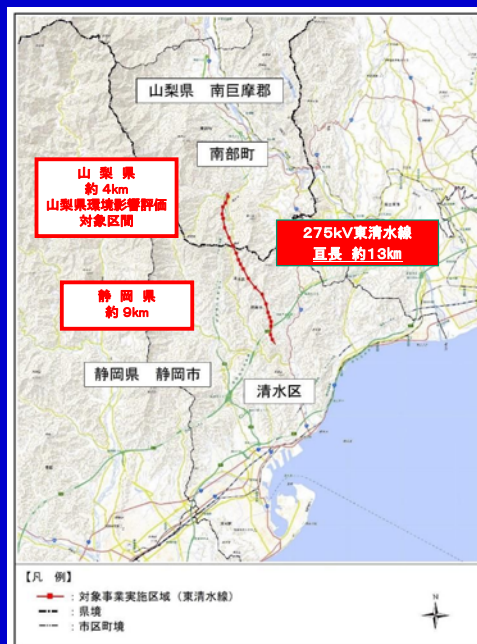 山梨県　南巨摩郡
南部町
山　梨　県
約 4km
山梨県環境影響評価
対象区間
275kV東清水線
亘長　約13km
静　岡　県
約 9km
静岡県　静岡市
清水区
【凡　例】
：対象事業実施区域（東清水線）
：県境
：市区町境
N